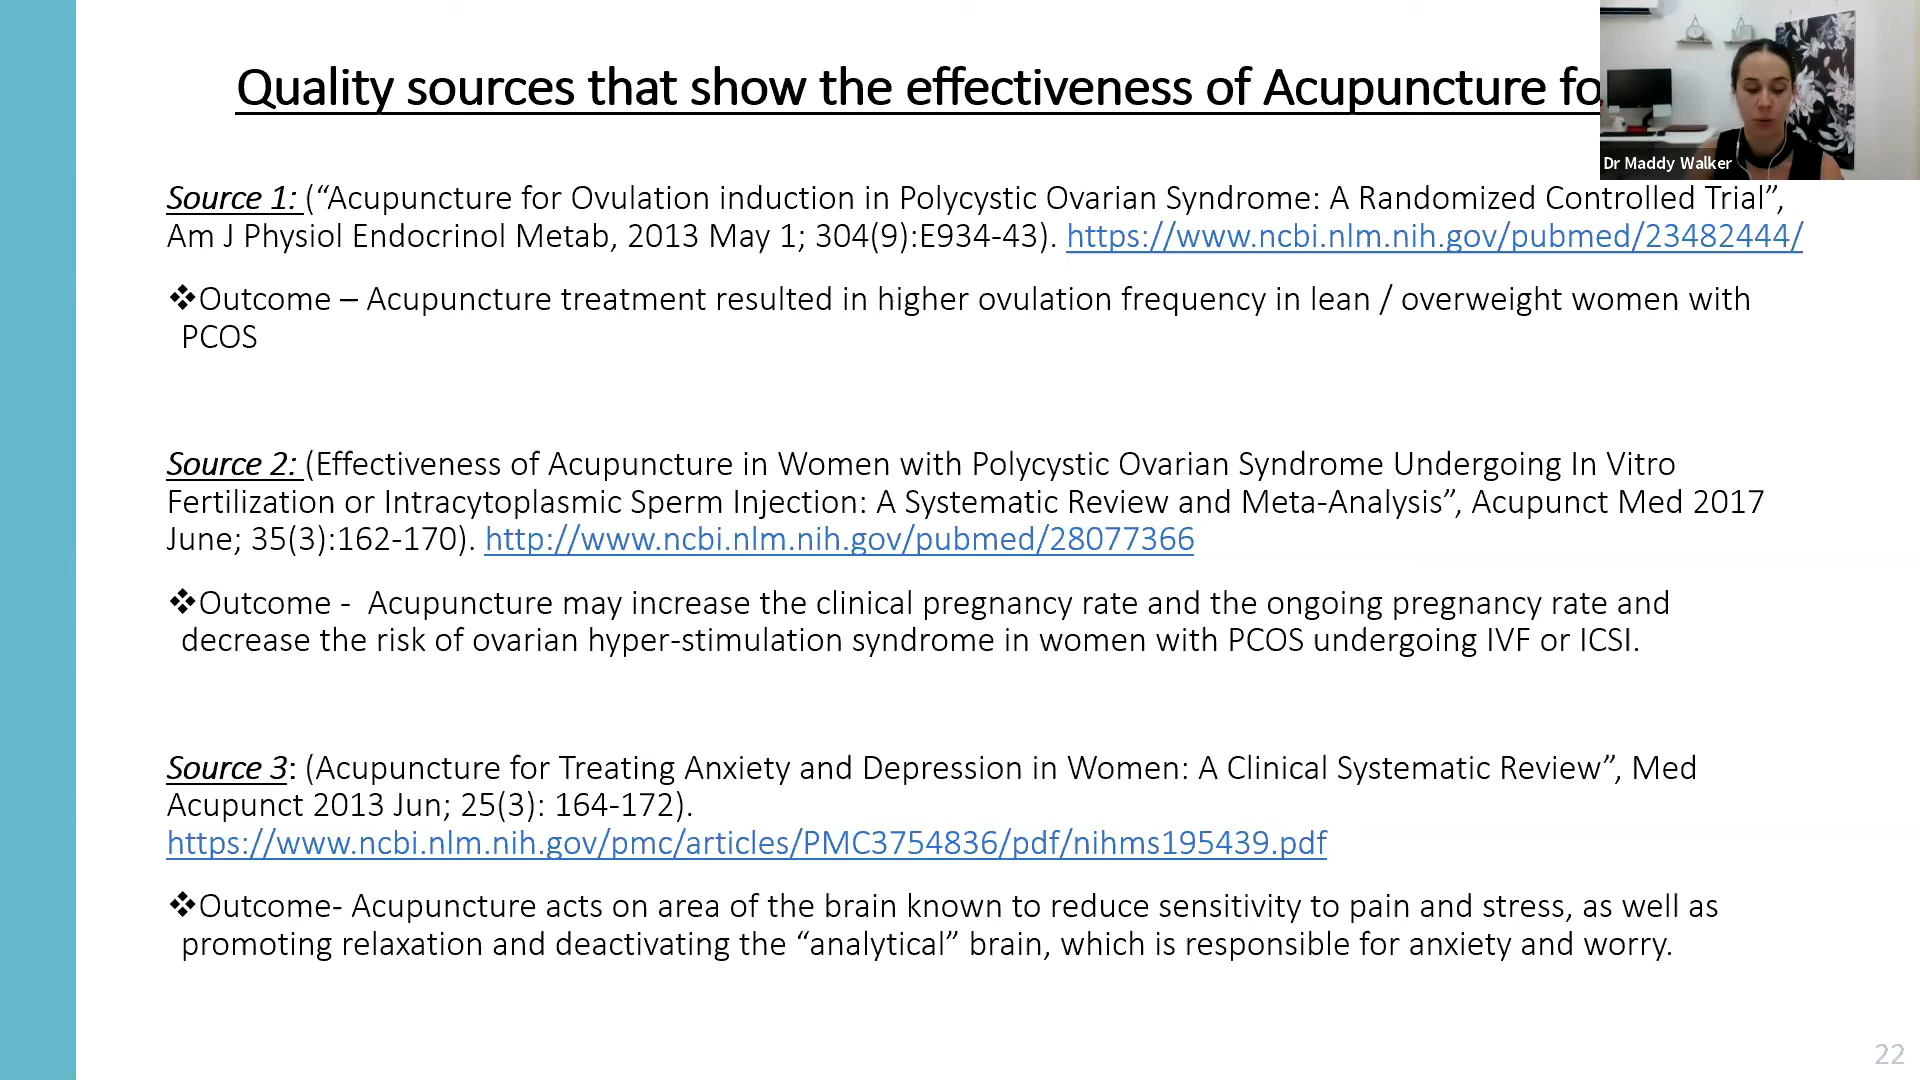 Quality sources that show the effectiveness of Acupuncture fo
Dr Maddy Walker
Source 1: (“Acupuncture for Ovulation induction in Polycystic Ovarian Syndrome: A Randomized Controlled Trial”,
Am J Physiol Endocrinol Metab, 2013 May 1; 304(9):E934-43). https://www.ncbi.nlm.nih.gov/pubmed/23482444/
❖Outcome – Acupuncture treatment resulted in higher ovulation frequency in lean / overweight women with
PCOS
Source 2: (Effectiveness of Acupuncture in Women with Polycystic Ovarian Syndrome Undergoing In Vitro
Fertilization or Intracytoplasmic Sperm Injection: A Systematic Review and Meta-Analysis”, Acupunct Med 2017
June; 35(3):162-170). http://www.ncbi.nlm.nih.gov/pubmed/28077366
❖Outcome -  Acupuncture may increase the clinical pregnancy rate and the ongoing pregnancy rate and
decrease the risk of ovarian hyper-stimulation syndrome in women with PCOS undergoing IVF or ICSI.
Source 3: (Acupuncture for Treating Anxiety and Depression in Women: A Clinical Systematic Review”, Med
Acupunct 2013 Jun; 25(3): 164-172).
https://www.ncbi.nlm.nih.gov/pmc/articles/PMC3754836/pdf/nihms195439.pdf
❖Outcome- Acupuncture acts on area of the brain known to reduce sensitivity to pain and stress, as well as
promoting relaxation and deactivating the “analytical” brain, which is responsible for anxiety and worry.
22